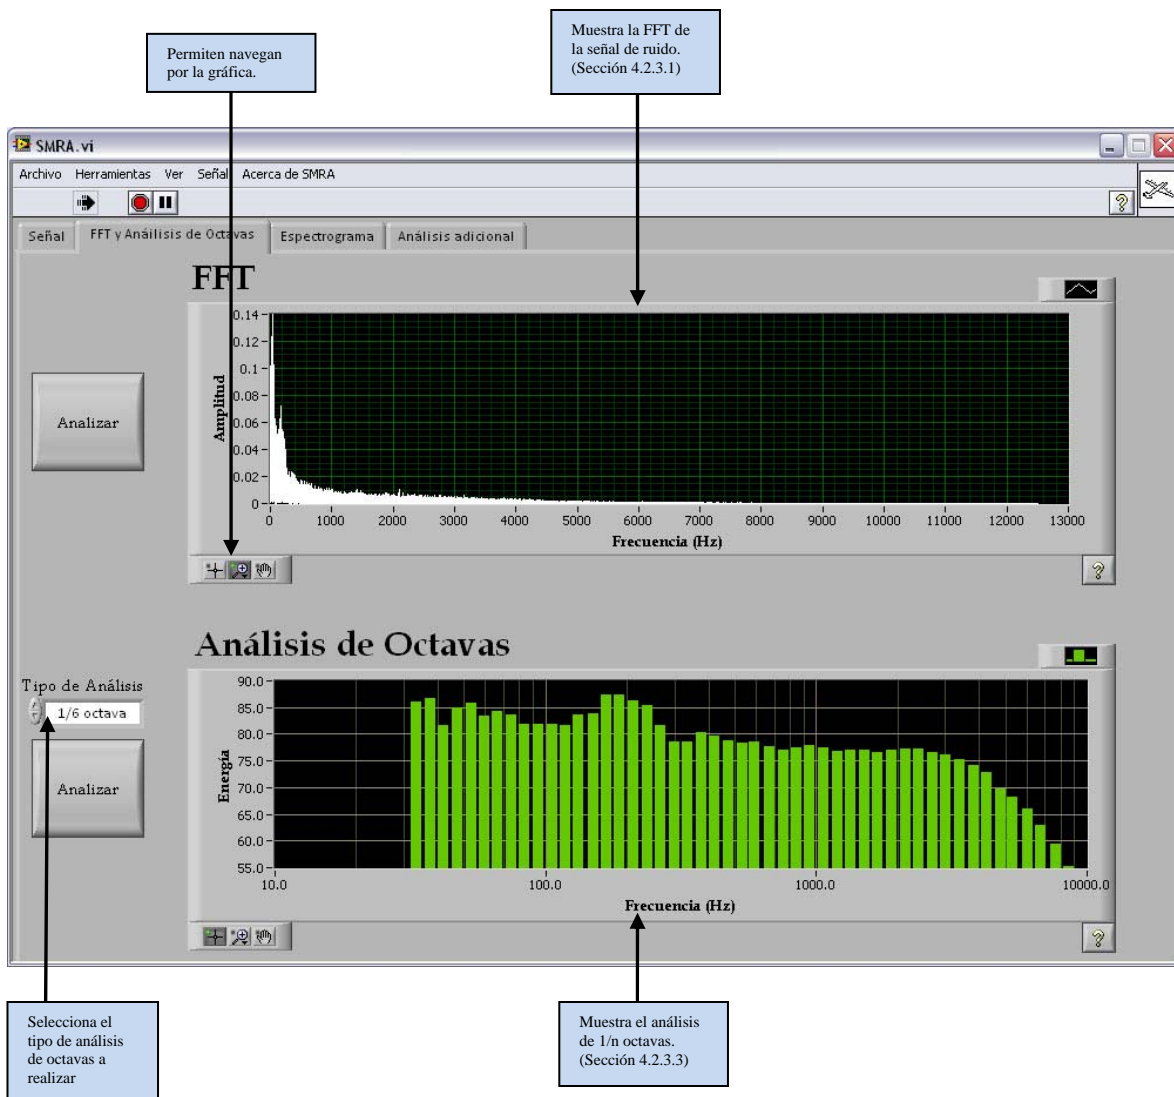 Permiten navegan
por la gráfica.
Muestra la FFT de
la señal de ruido.
(Sección 4.2.3.1)
SMRA.vi
Archivo Herramientas Ver Señal Acerca de SMRA
Señal FFT y Anáilisis de Octavas Espectrograma Análisis adicional
FFT
Analizar
Amplitud
0.14
0.12
0.1
0.08
0.06
0.04
0.02
0
0 1000 2000 3000 4000 5000 6000 7000 8000 9000 10000 11000 12000 13000
Frecuencia (Hz)
Análisis de Octavas
Tipo de Análisis
1/6 octava
Analizar
Energía
90.0
85.0
80.0
75.0
70.0
65.0
60.0
55.0
10.0 100.0 1000.0 10000.0
Frecuencia (Hz)
Selecciona el
tipo de análisis
de octavas a
realizar
Muestra el análisis
de 1/n octavas.
(Sección 4.2.3.3)